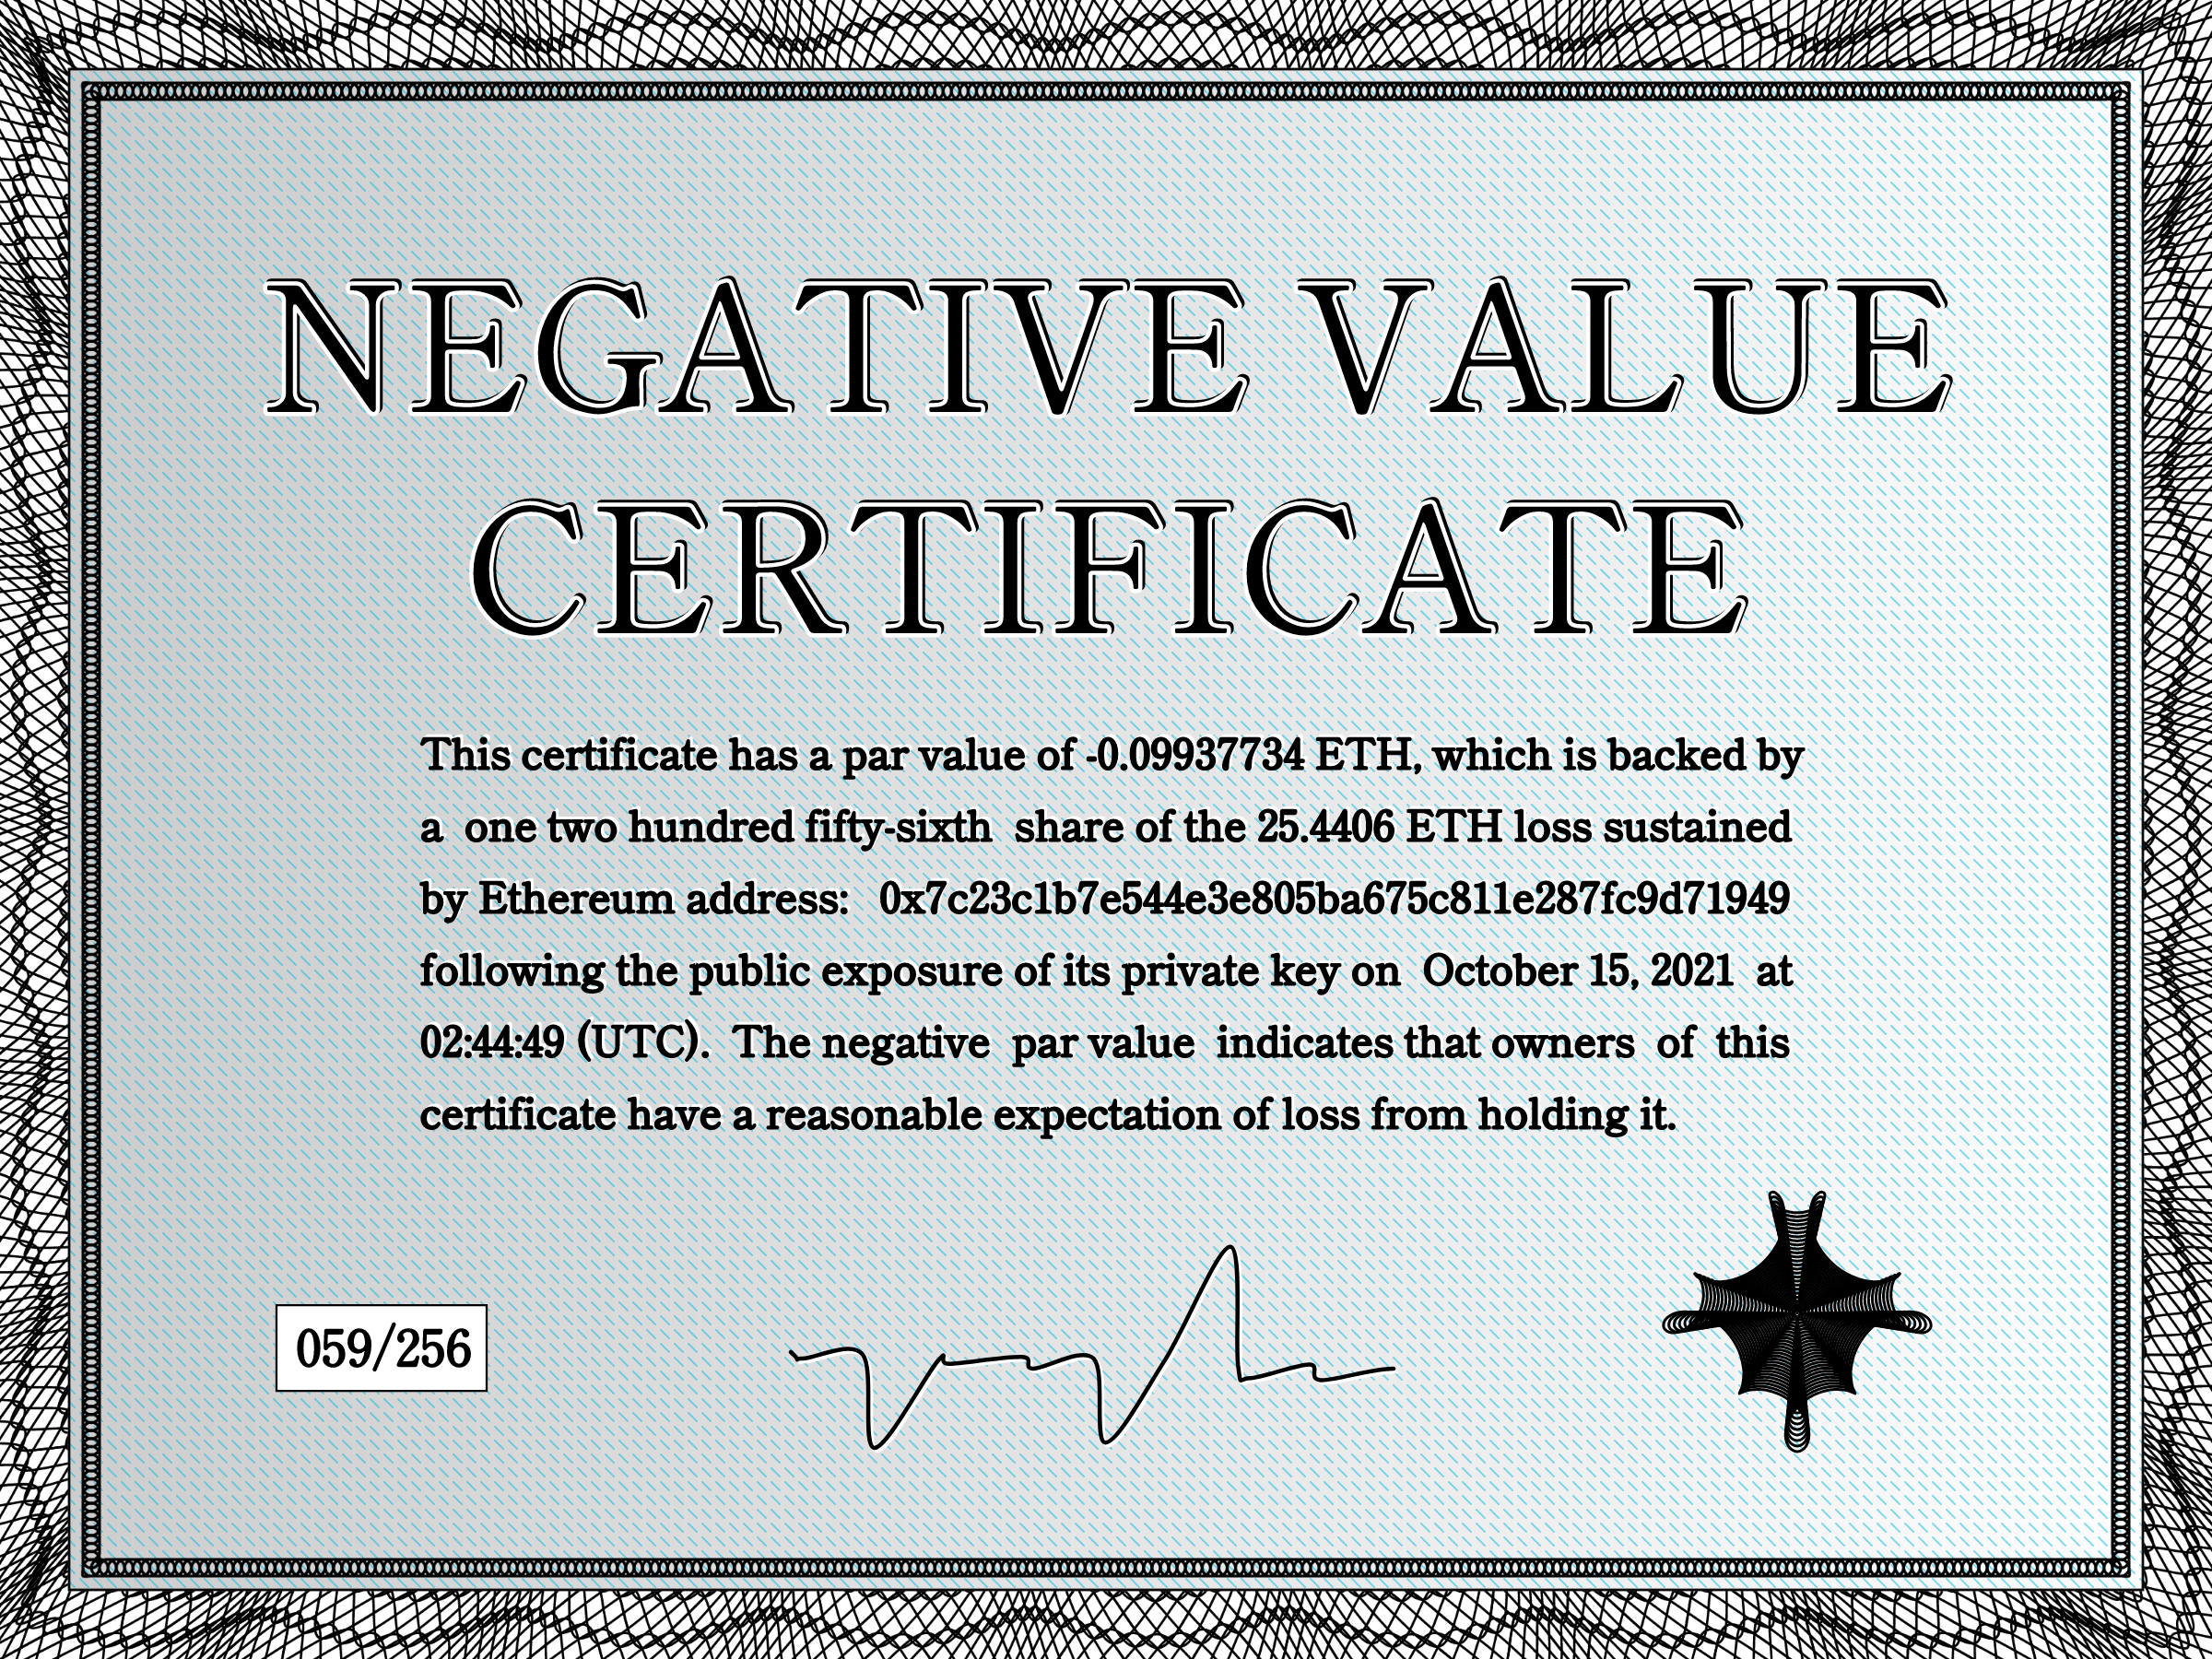 NEGATIVE VALUE
CERTIFICATE
This certificate has a par value of -0.09937734 ETH, which is backed by
a one two hundred fifty-sixth share of the 25.4406 ETH loss sustained
by Ethereum address: 0x7c23c1b7e544e3e805ba675c811e287fc9d71949
following the public exposure of its private key on October 15, 2021 at
02:44:49 (UTC). The negative par value indicates that owners of this
certificate have a reasonable expectation of loss from holding it.
059/256